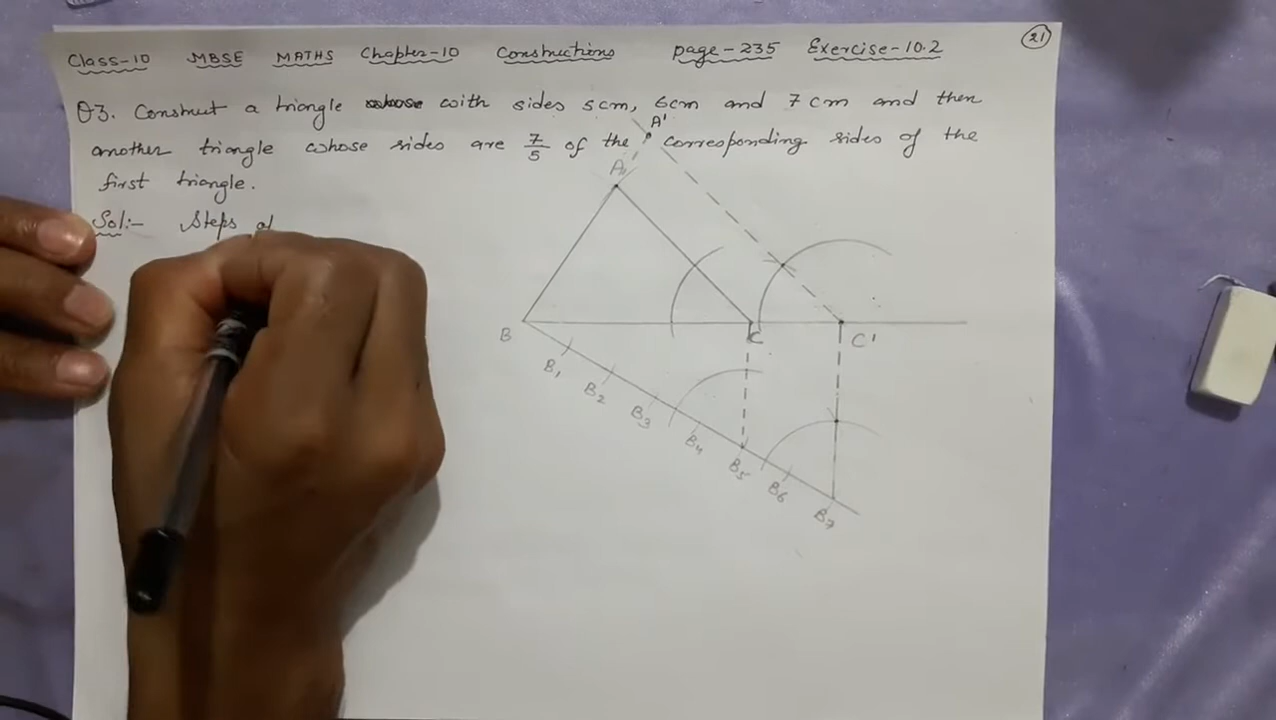 Class-10 MBSE MATHS Chapter-10 Constructions page-235 Exercise-10.2
21
Q3. Construct a triangle with sides 5cm, 6cm and 7cm and then
another triangle whose sides are 7/5 of the corresponding sides of the
first triangle.
Sol:- Steps of
A'
A
B
C
C'
B1
B2
B3
B4
B5
B6
B7